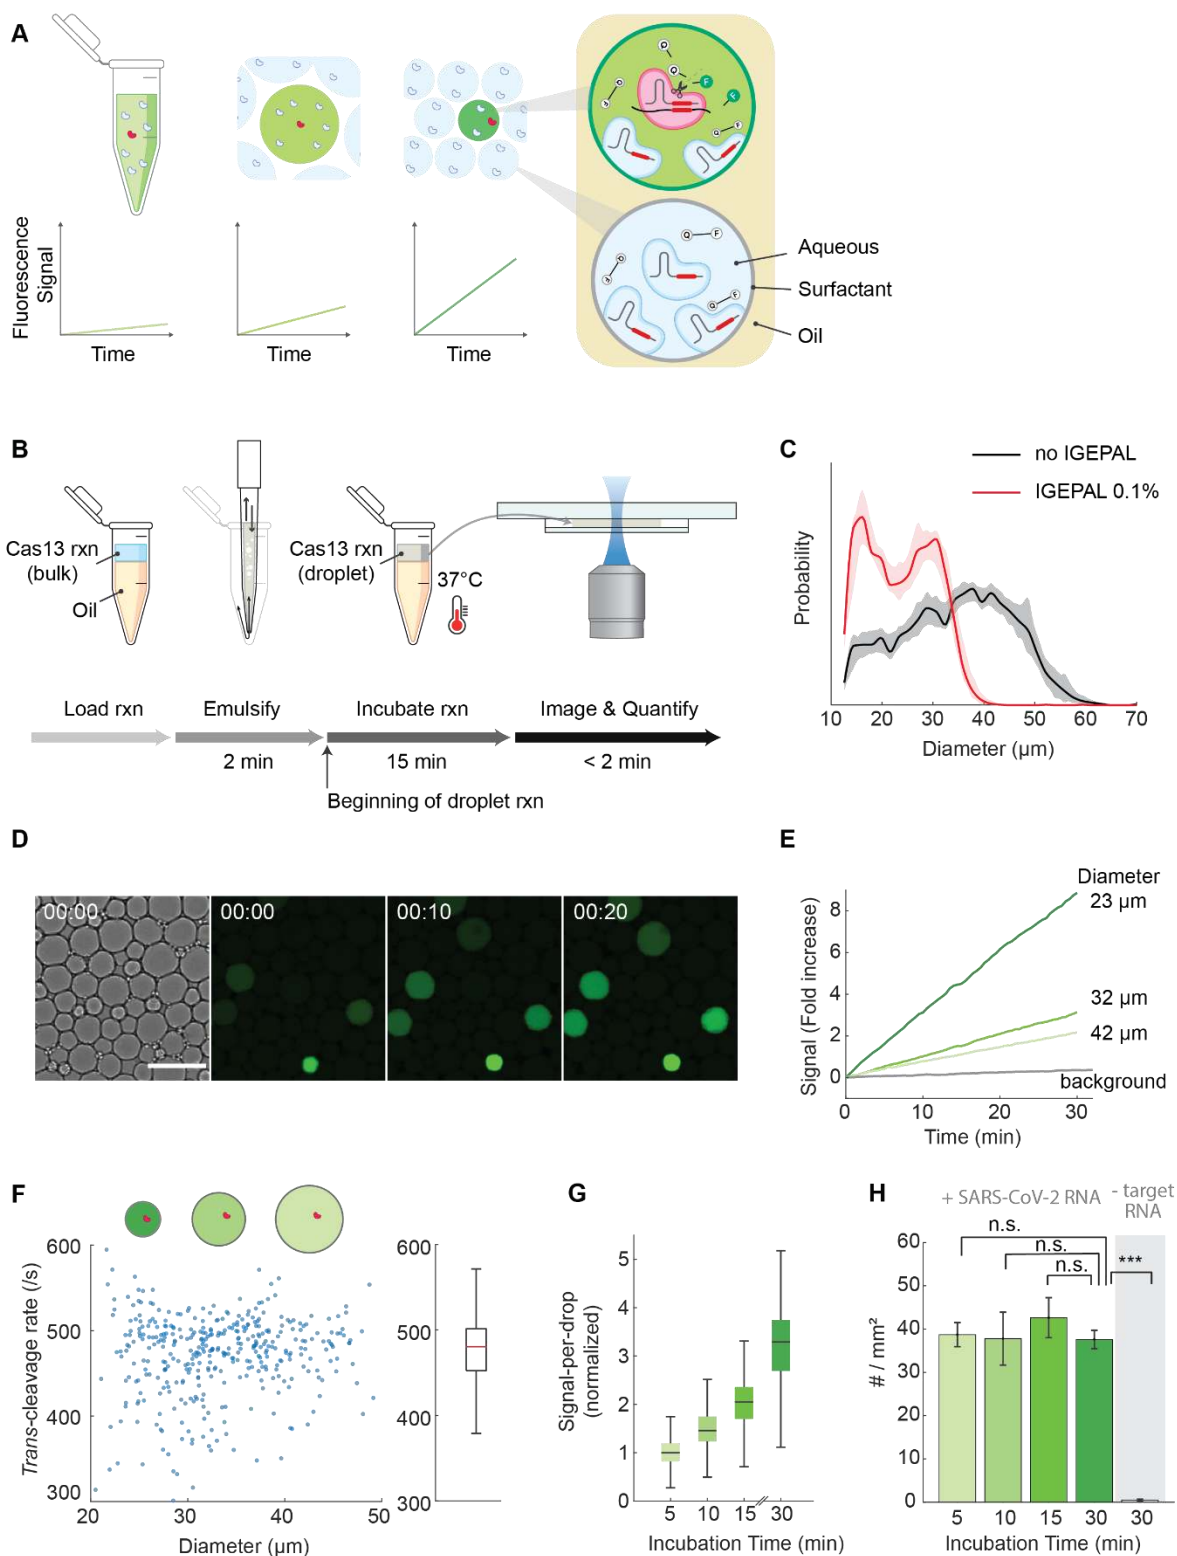 A
Fluorescence
Signal
Time
Time
Time
Q
Q
F
F
Q
F
Q
F
Q
F
Q
F
Q
F
Aqueous
Surfactant
Oil
B
Cas13 rxn
(bulk)
Oil
Cas13 rxn
(droplet)
37°C
Load rxn
Emulsify
Incubate rxn
Image & Quantify
2 min
15 min
< 2 min
Beginning of droplet rxn
C
no IGEPAL
IGEPAL 0.1%
Probability
10 20 30 40 50 60 70
Diameter (µm)
D
00:00
00:00
00:10
00:20
E
Diameter
23 µm
32 µm
42 µm
background
Signal (Fold increase)
8
6
4
2
0
0 10 20 30
Time (min)
F
Trans-cleavage rate (/s)
600
500
400
300
20 30 40 50
Diameter (µm)
600
500
400
300
G
Signal-per-drop
(normalized)
5
4
3
2
1
0
5 10 15 30
Incubation Time (min)
H
+ SARS-CoV-2 RNA
- target
RNA
n.s.
n.s.
n.s.
***
# / mm²
60
50
40
30
20
10
0
5 10 15 30 30
Incubation Time (min)